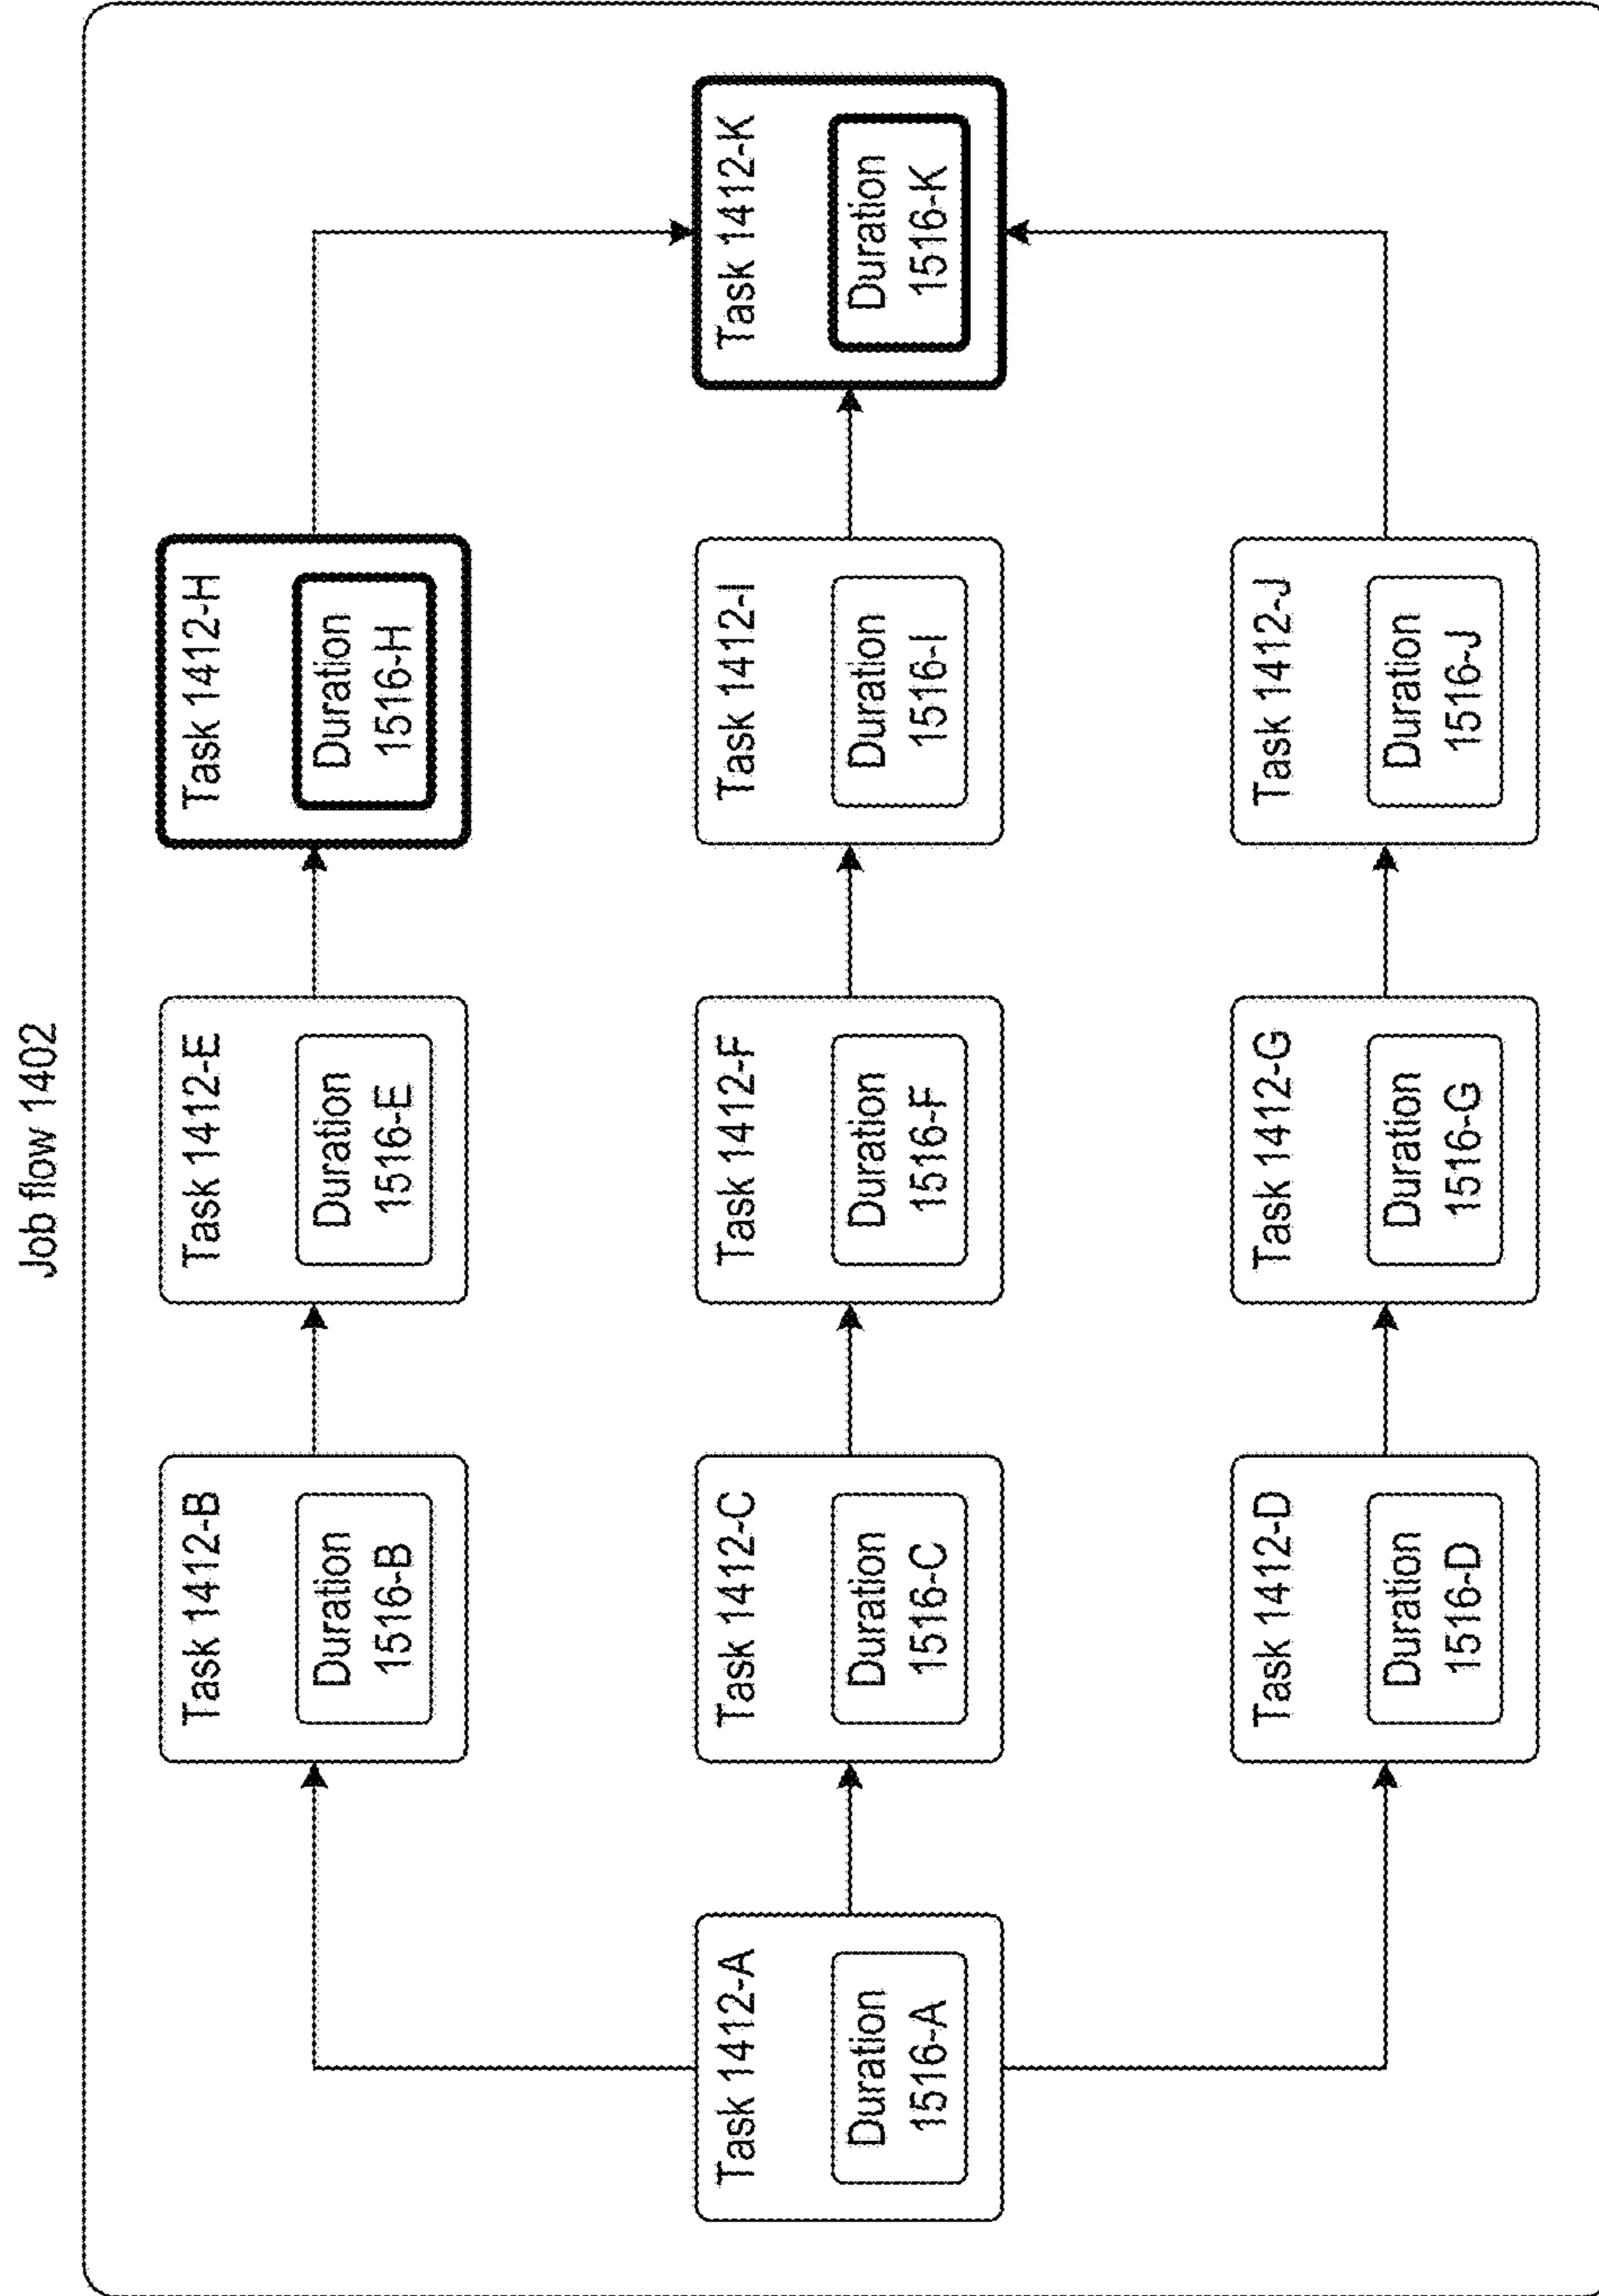 Job flow 1402
Task 1412-A
Duration
1516-A
Task 1412-B
Duration
1516-B
Task 1412-E
Duration
1516-E
Task 1412-H
Duration
1516-H
Task 1412-C
Duration
1516-C
Task 1412-F
Duration
1516-F
Task 1412-I
Duration
1516-I
Task 1412-K
Duration
1516-K
Task 1412-D
Duration
1516-D
Task 1412-G
Duration
1516-G
Task 1412-J
Duration
1516-J